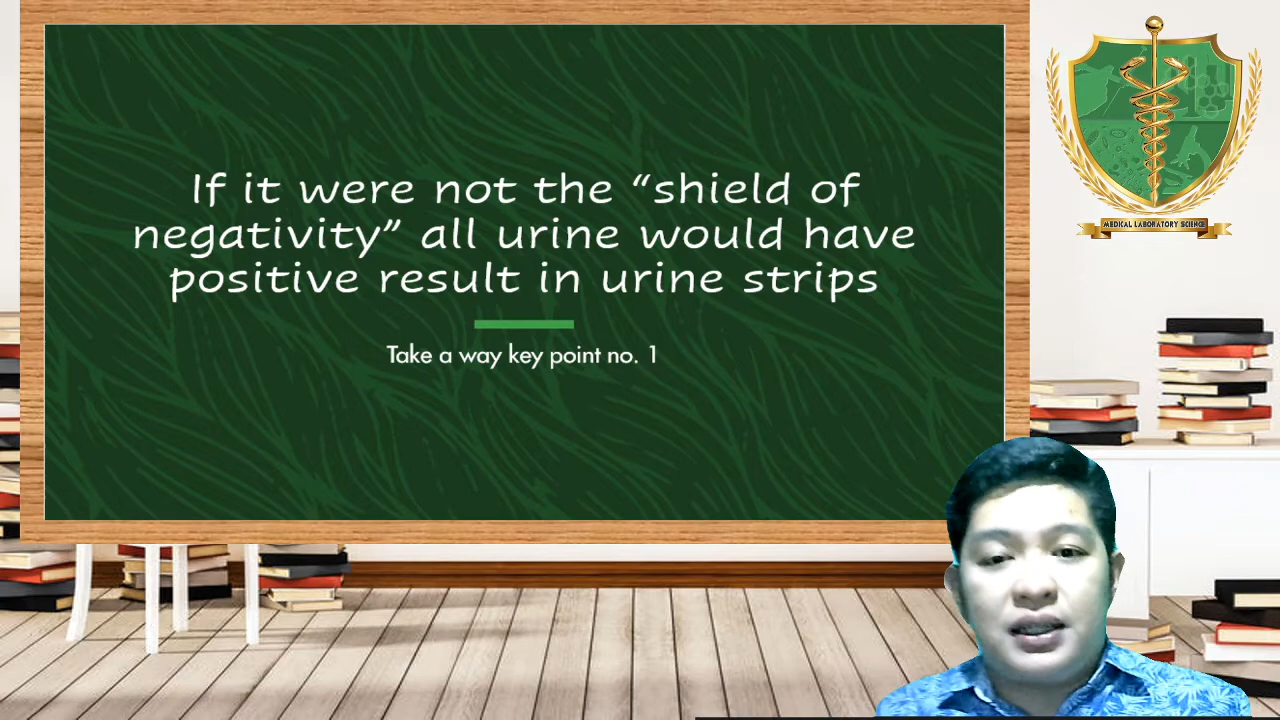 If it were not the “shield of
negativity” all urine would have
positive result in urine strips
Take a way key point no. 1
MEDICAL LABORATORY SCIENCE